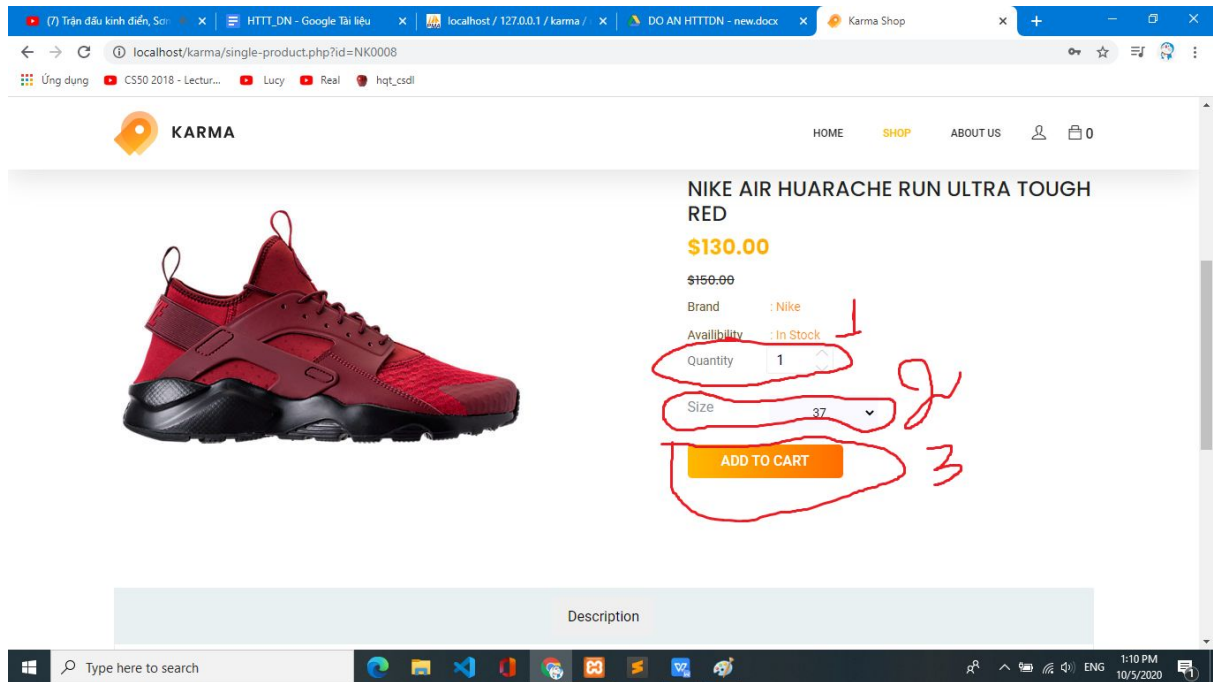 (7) Trận đấu kinh điển, Sơn
HTTT_DN - Google Tài liệu
localhost / 127.0.0.1 / karma /
DO AN HTTTDN - new.docx
Karma Shop
localhost/karma/single-product.php?id=NK0008
Ứng dụng
CS50 2018 - Lectur...
Lucy
Real
hqt_csdl
KARMA
HOME
SHOP
ABOUT US
0
NIKE AIR HUARACHE RUN ULTRA TOUGH
RED
$130.00
$150.00
Brand : Nike
1
Availibility : In Stock
Quantity 1
2
Size 37
ADD TO CART
3
Description
Type here to search
ENG
1:10 PM
10/5/2020
1